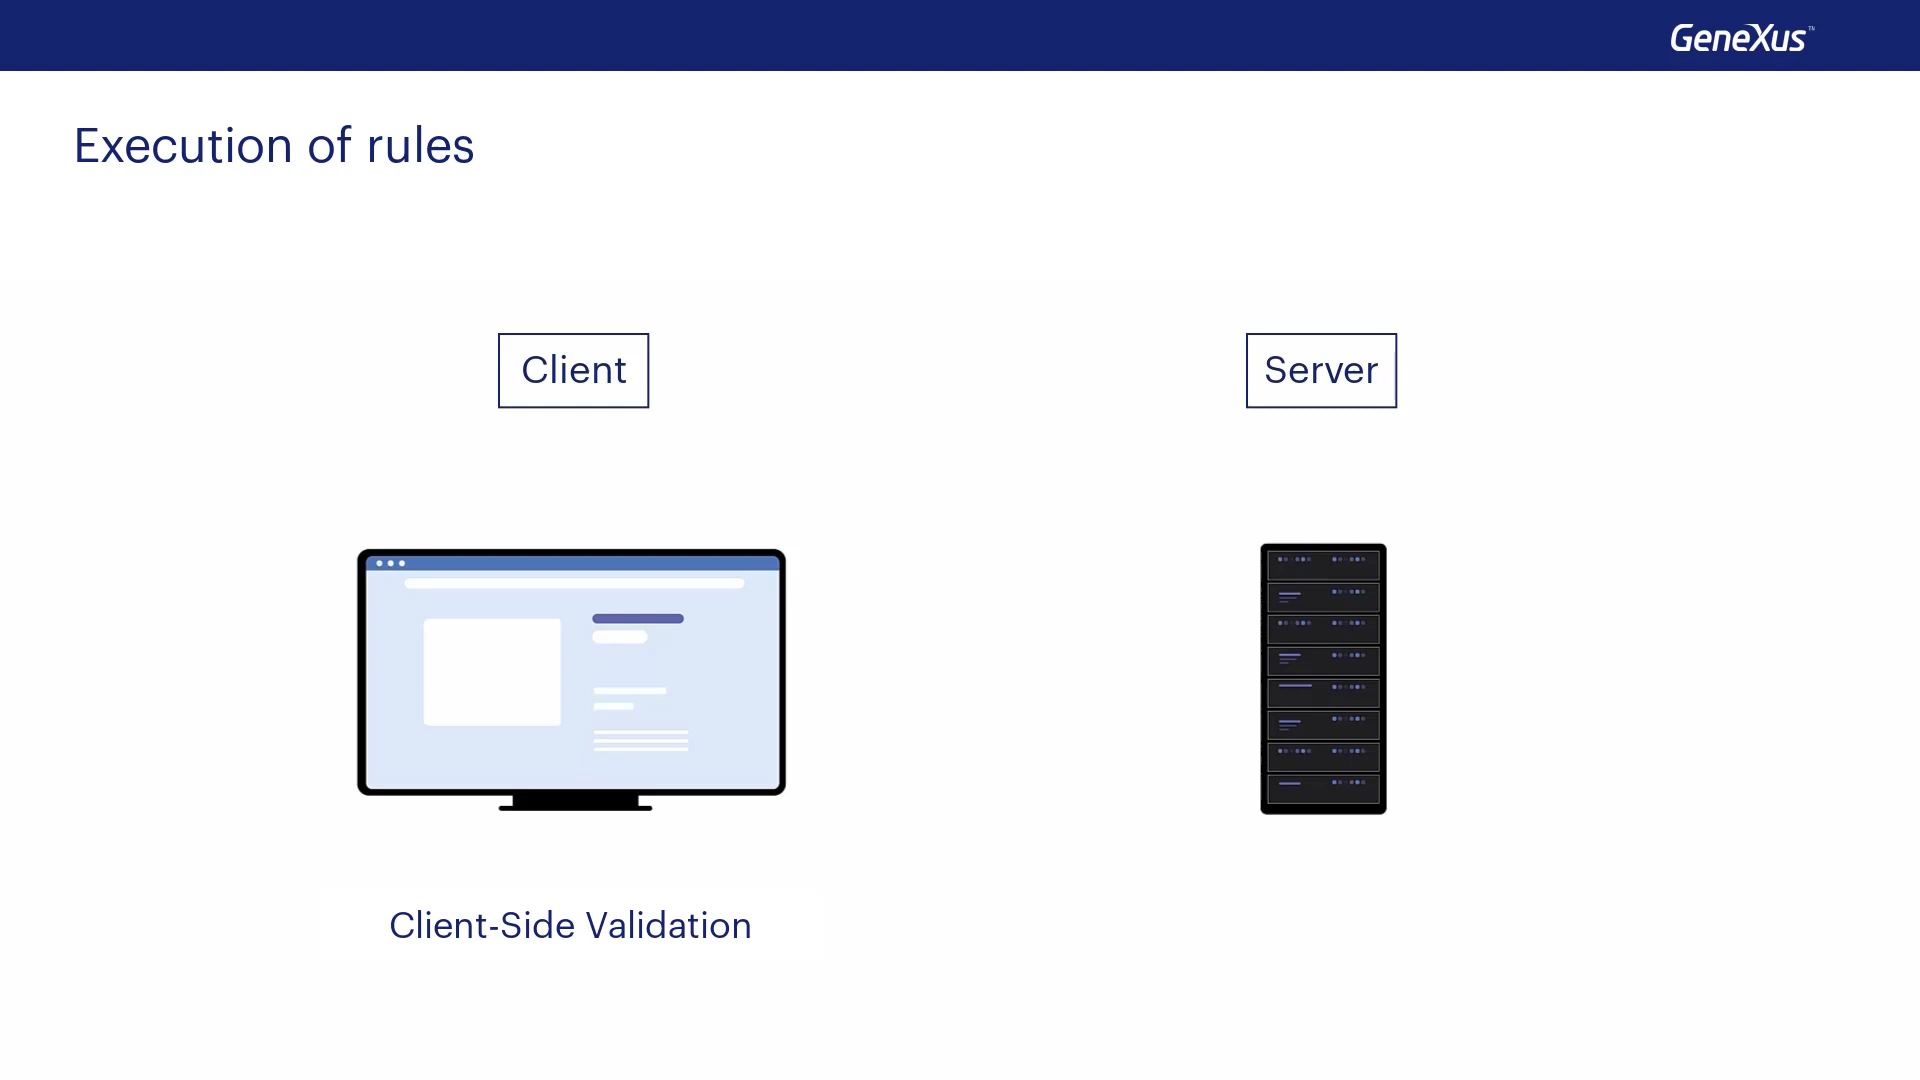 GeneXus™
Execution of rules
Client
Server
Client-Side Validation